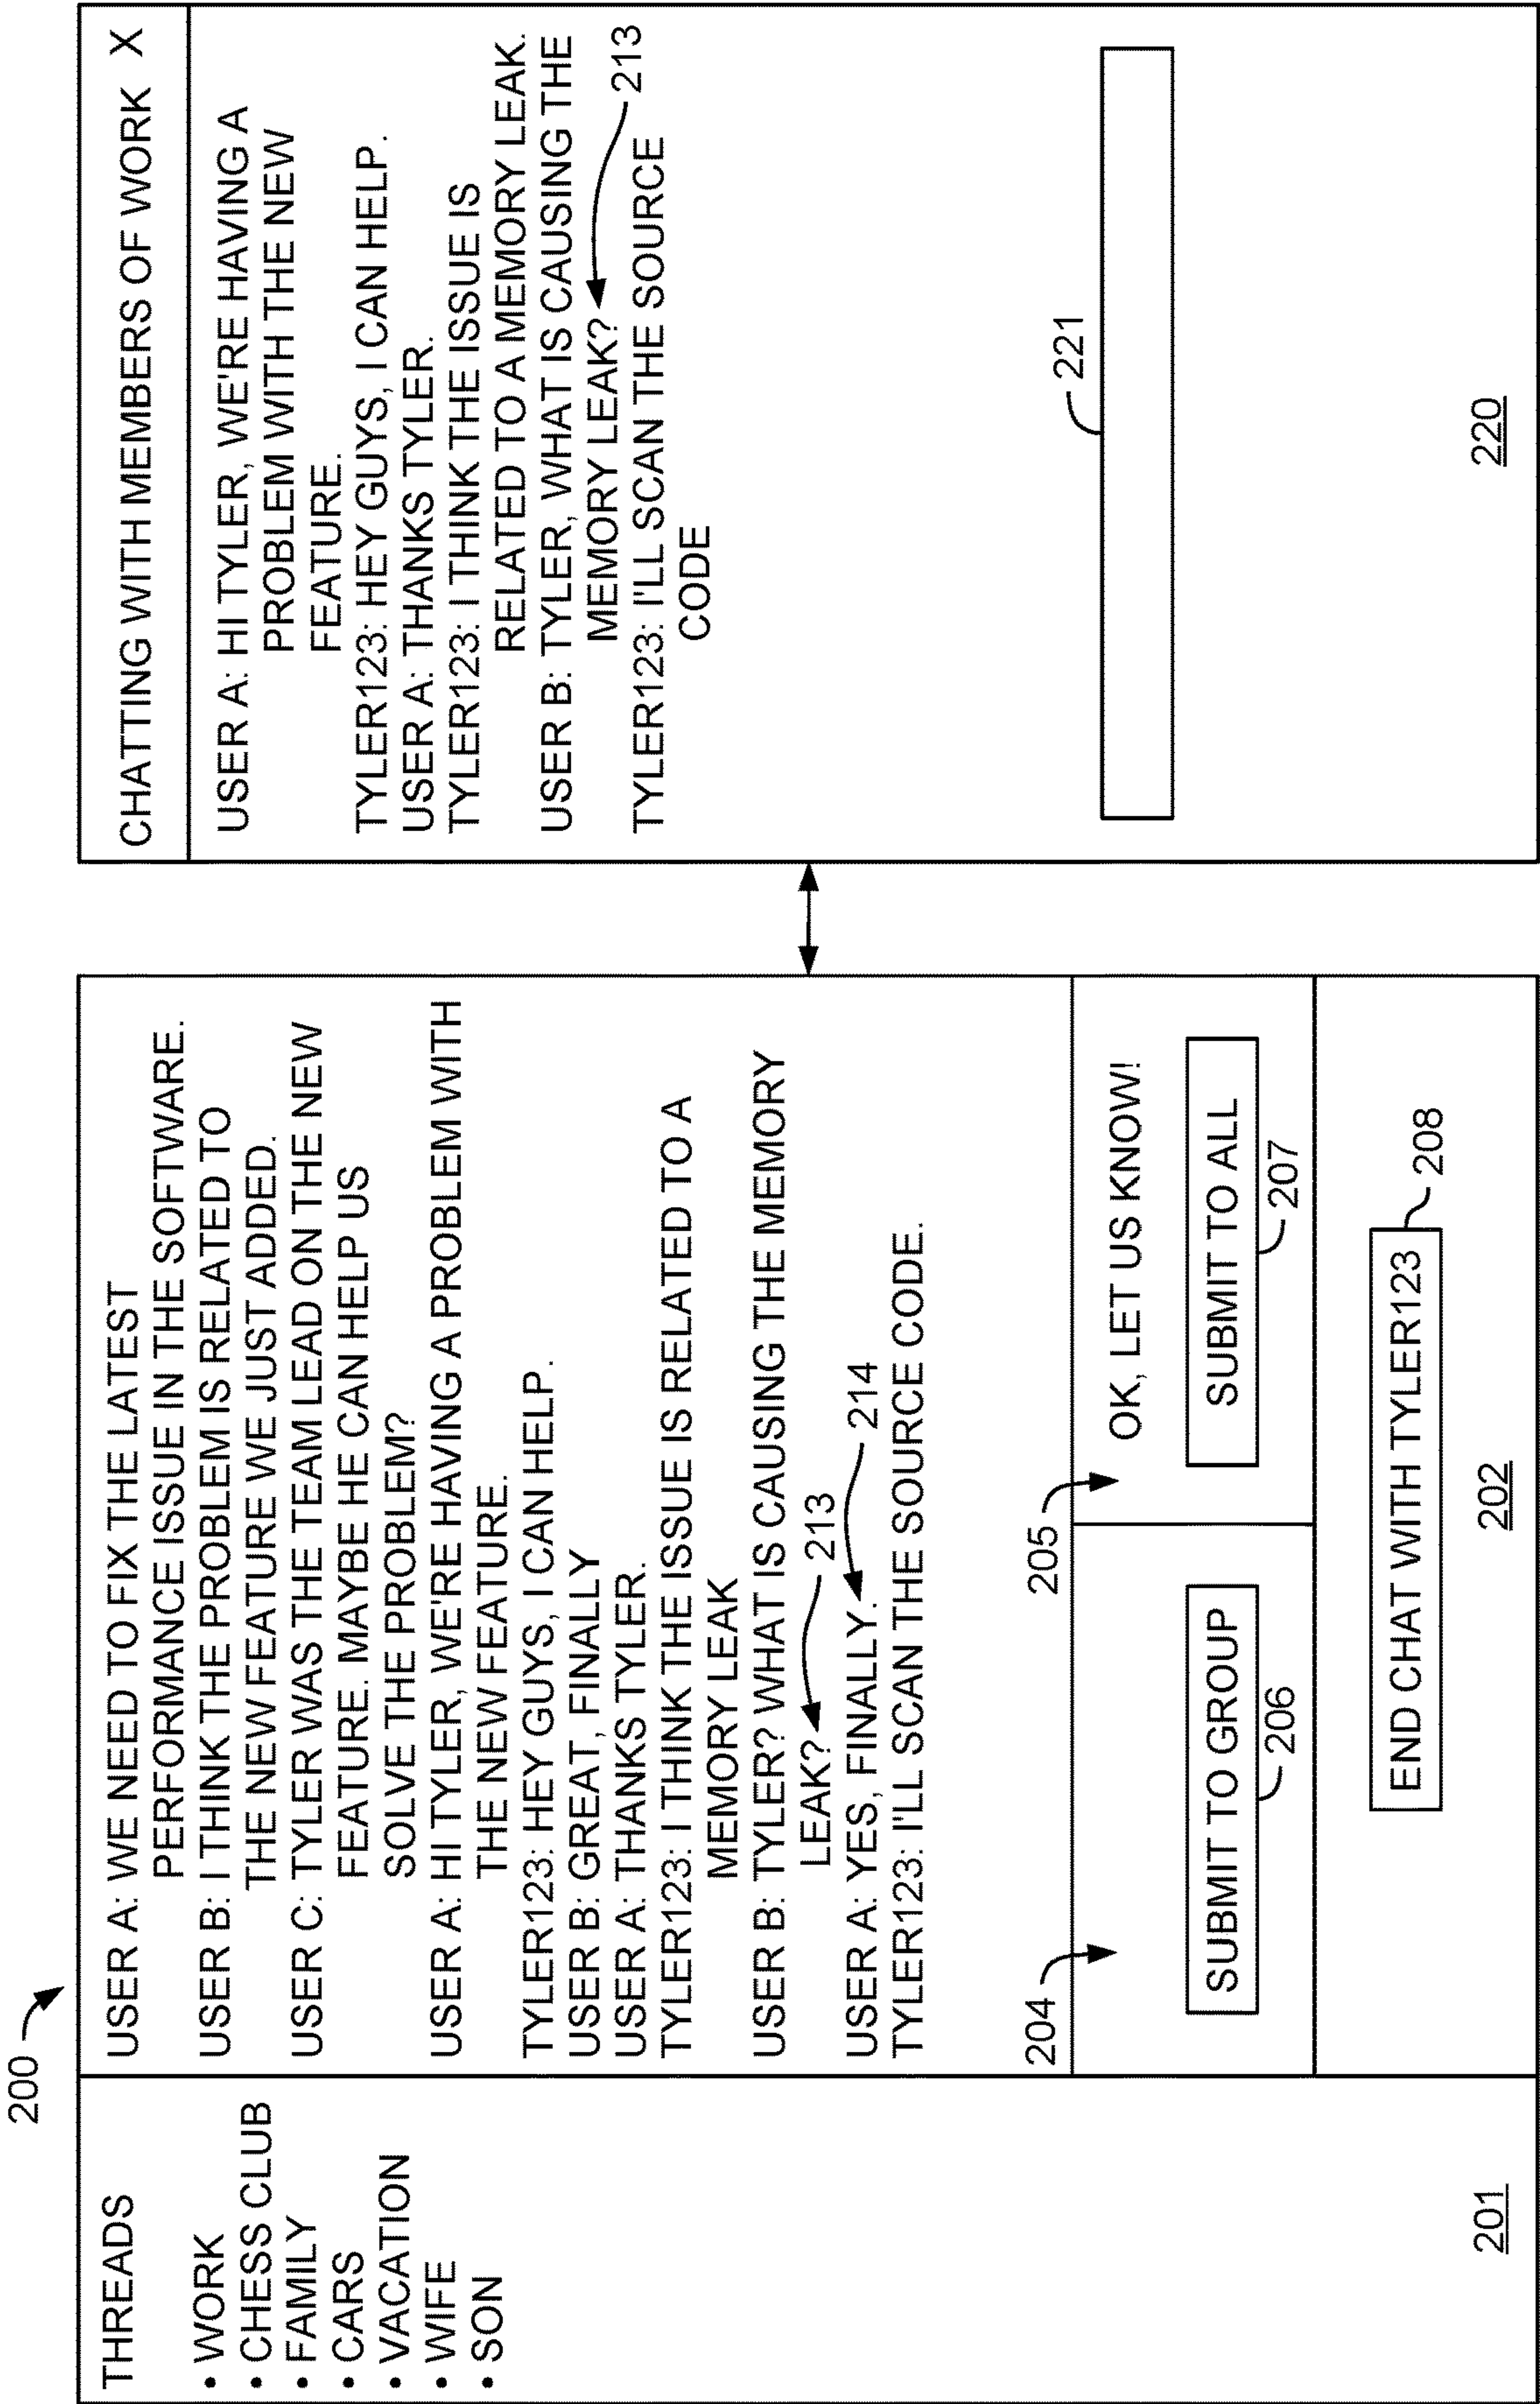 200
THREADS
• WORK
• CHESS CLUB
• FAMILY
• CARS
• VACATION
• WIFE
• SON
201
USER A: WE NEED TO FIX THE LATEST
PERFORMANCE ISSUE IN THE SOFTWARE.
USER B: I THINK THE PROBLEM IS RELATED TO
THE NEW FEATURE WE JUST ADDED.
USER C: TYLER WAS THE TEAM LEAD ON THE NEW
FEATURE. MAYBE HE CAN HELP US
SOLVE THE PROBLEM?
USER A: HI TYLER, WE'RE HAVING A PROBLEM WITH
THE NEW FEATURE.
TYLER123: HEY GUYS, I CAN HELP.
USER B: GREAT, FINALLY
USER A: THANKS TYLER.
TYLER123: I THINK THE ISSUE IS RELATED TO A
MEMORY LEAK
USER B: TYLER? WHAT IS CAUSING THE MEMORY
LEAK? 213
USER A: YES, FINALLY. 214
TYLER123: I'LL SCAN THE SOURCE CODE.
204
SUBMIT TO GROUP
206
205
OK, LET US KNOW!
SUBMIT TO ALL
207
END CHAT WITH TYLER123 208
202
CHATTING WITH MEMBERS OF WORK X
USER A: HI TYLER, WE'RE HAVING A
PROBLEM WITH THE NEW
FEATURE.
TYLER123: HEY GUYS, I CAN HELP.
USER A: THANKS TYLER.
TYLER123: I THINK THE ISSUE IS
RELATED TO A MEMORY LEAK.
USER B: TYLER, WHAT IS CAUSING THE
MEMORY LEAK? 213
TYLER123: I'LL SCAN THE SOURCE
CODE
221
220